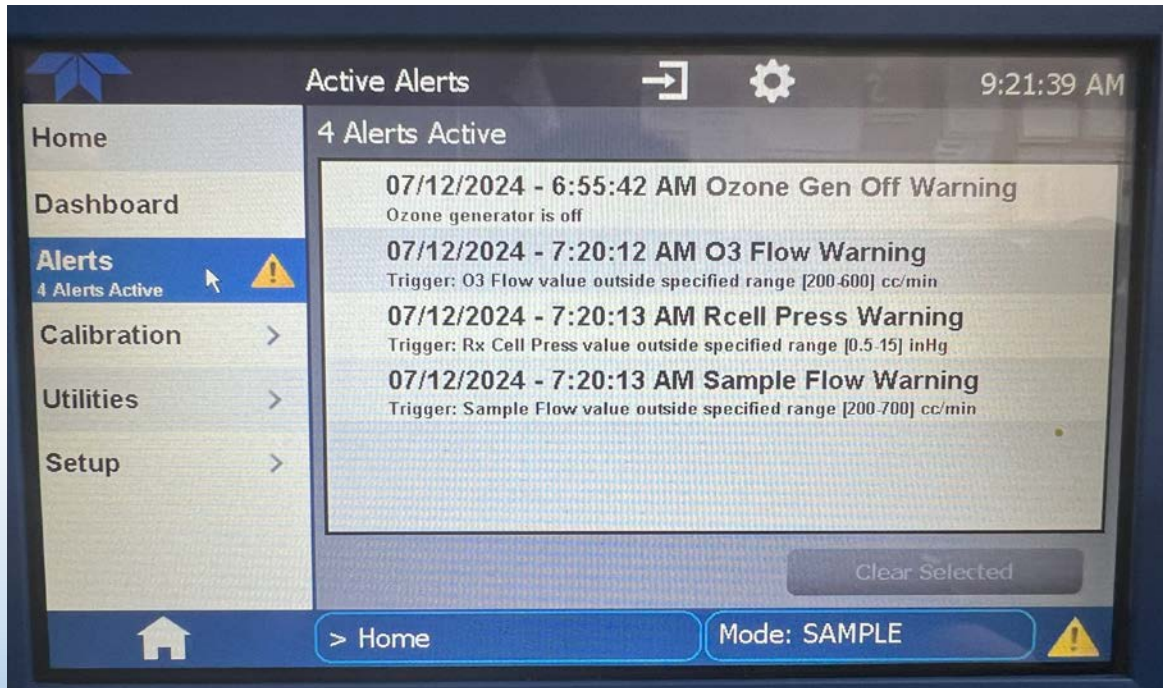 Active Alerts
9:21:39 AM
Home
Dashboard
Alerts
4 Alerts Active
Calibration >
Utilities >
Setup >
4 Alerts Active
07/12/2024 - 6:55:42 AM Ozone Gen Off Warning
Ozone generator is off
07/12/2024 - 7:20:12 AM O3 Flow Warning
Trigger: O3 Flow value outside specified range [200-600] cc/min
07/12/2024 - 7:20:13 AM Rcell Press Warning
Trigger: Rx Cell Press value outside specified range [0.5-15] inHg
07/12/2024 - 7:20:13 AM Sample Flow Warning
Trigger: Sample Flow value outside specified range [200-700] cc/min
Clear Selected
> Home
Mode: SAMPLE